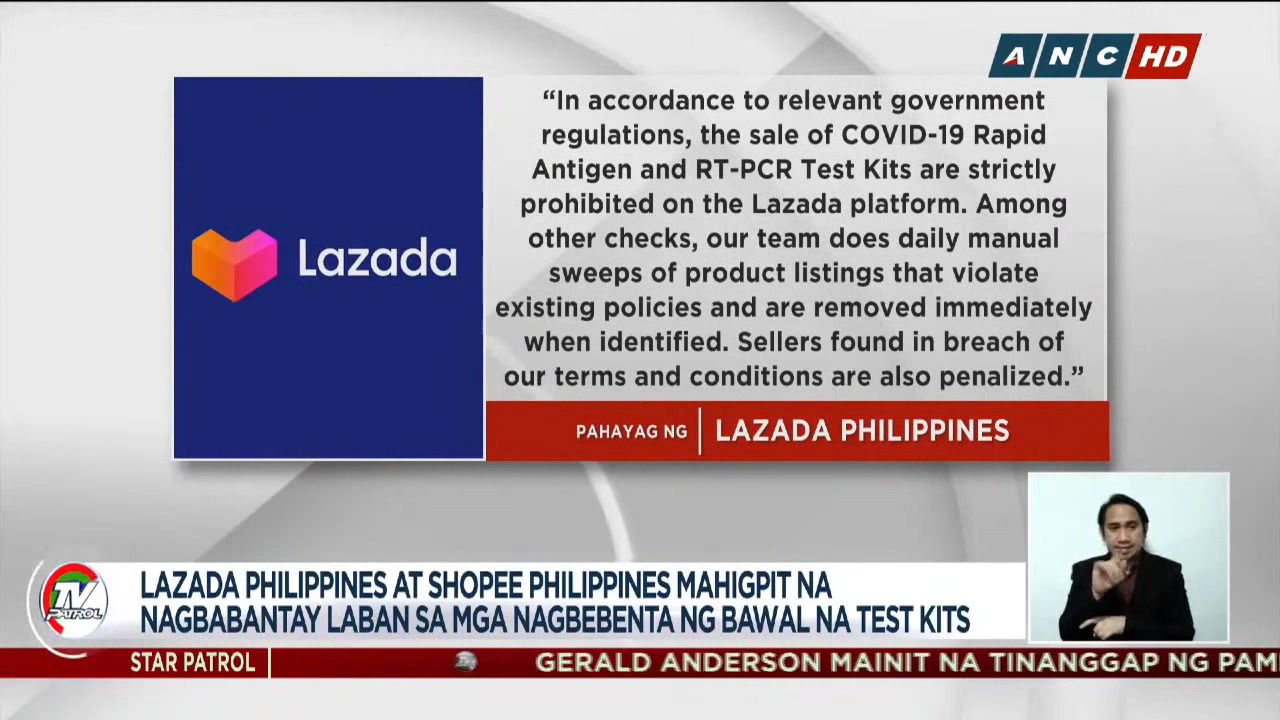 ANC HD
“In accordance to relevant government
regulations, the sale of COVID-19 Rapid
Antigen and RT-PCR Test Kits are strictly
prohibited on the Lazada platform. Among
other checks, our team does daily manual
sweeps of product listings that violate
existing policies and are removed immediately
when identified. Sellers found in breach of
our terms and conditions are also penalized.”
Lazada
PAHAYAG NG LAZADA PHILIPPINES
TV PATROL
LAZADA PHILIPPINES AT SHOPEE PHILIPPINES MAHIGPIT NA
NAGBABANTAY LABAN SA MGA NAGBEBENTA NG BAWAL NA TEST KITS
STAR PATROL GERALD ANDERSON MAINIT NA TINANGGAP NG PAM